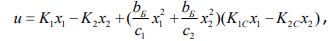 u = K₁x₁ − K₂x₂ + (b_Б/c₁ x₁² + b_Б/c₂ x₂²)(K₁C x₁ − K₂C x₂),